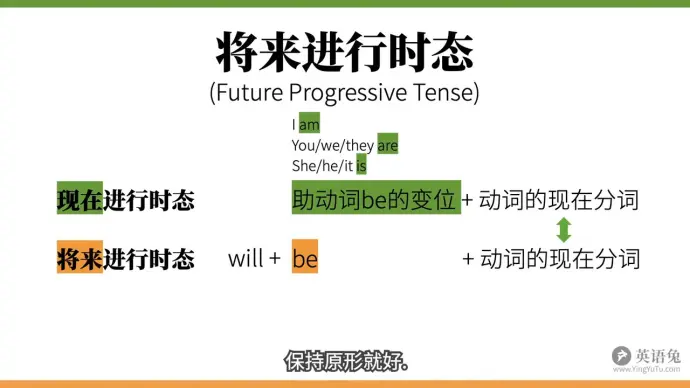 将来进行时态
(Future Progressive Tense)
I am
You/we/they are
She/he/it is
现在进行时态 助动词be的变位 + 动词的现在分词
将来进行时态 will + be + 动词的现在分词
保持原形就好.
英语兔
www.YingYuTu.com